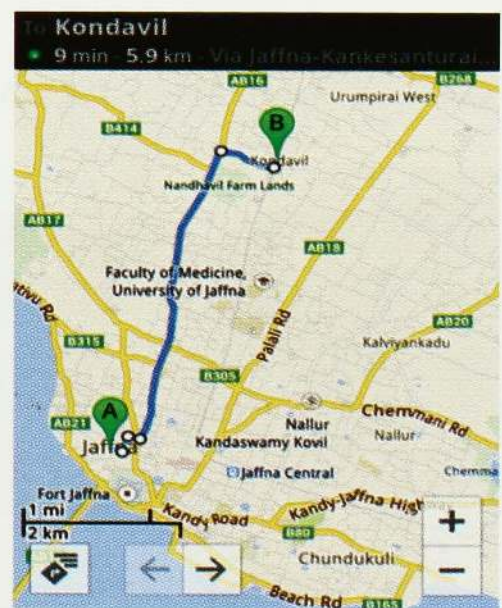 To Kondavil
9 min - 5.9 km - Via Jaffna-Kankesanturai...
AB16
B268
Urumpirai West
B414
B
Kondavil
Nandhavil Farm Lands
AB17
AB18
Faculty of Medicine,
University of Jaffna
ativu Rd
Palali Rd
AB20
B315
Kalviyankadu
B305
A
AB21
Chemmani Rd
Nallur
Kandaswamy Kovil
Nallur
Jaffna
Jaffna Central
Chemma
Fort Jaffna
Kandy-Jaffna High
1 mi
2 km
Kandy Road
B80
+
Chundukuli
−
Beach Rd